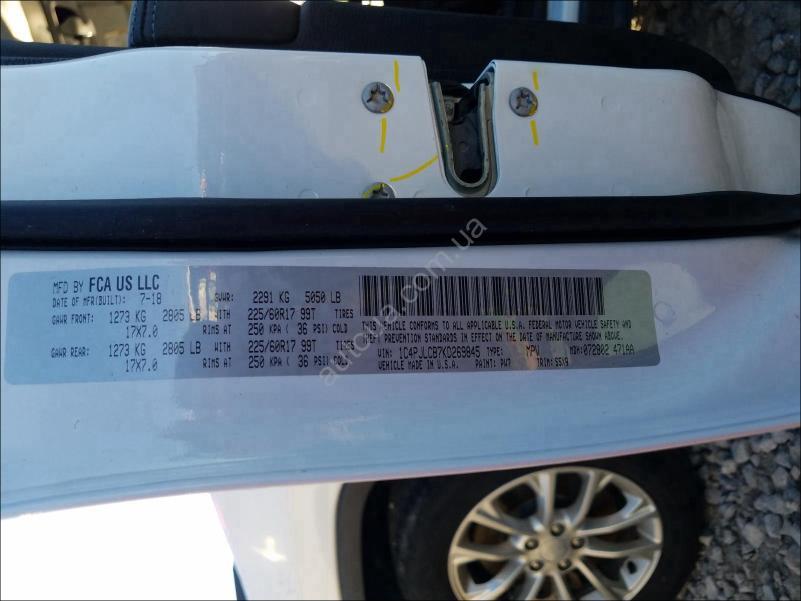 MFD BY FCA US LLC
DATE OF MFR(BUILT): 7-18 GVWR: 2291 KG 5050 LB
GAWR FRONT: 1273 KG 2805 LB WITH 225/60R17 99T TIRES
17X7.0 RIMS AT 250 KPA ( 36 PSI) COLD
GAWR REAR: 1273 KG 2805 LB WITH 225/60R17 99T TIRES
17X7.0 RIMS AT 250 KPA ( 36 PSI) COLD
THIS VEHICLE CONFORMS TO ALL APPLICABLE U.S.A. FEDERAL MOTOR VEHICLE SAFETY AND
THEFT PREVENTION STANDARDS IN EFFECT ON THE DATE OF MANUFACTURE SHOWN ABOVE.
VIN: 1C4PJLCB7KD269845 TYPE: MPV MDH: 072802 471AA
VEHICLE MADE IN U.S.A. PAINT: PW7 TRIM:
autocua.com.ua